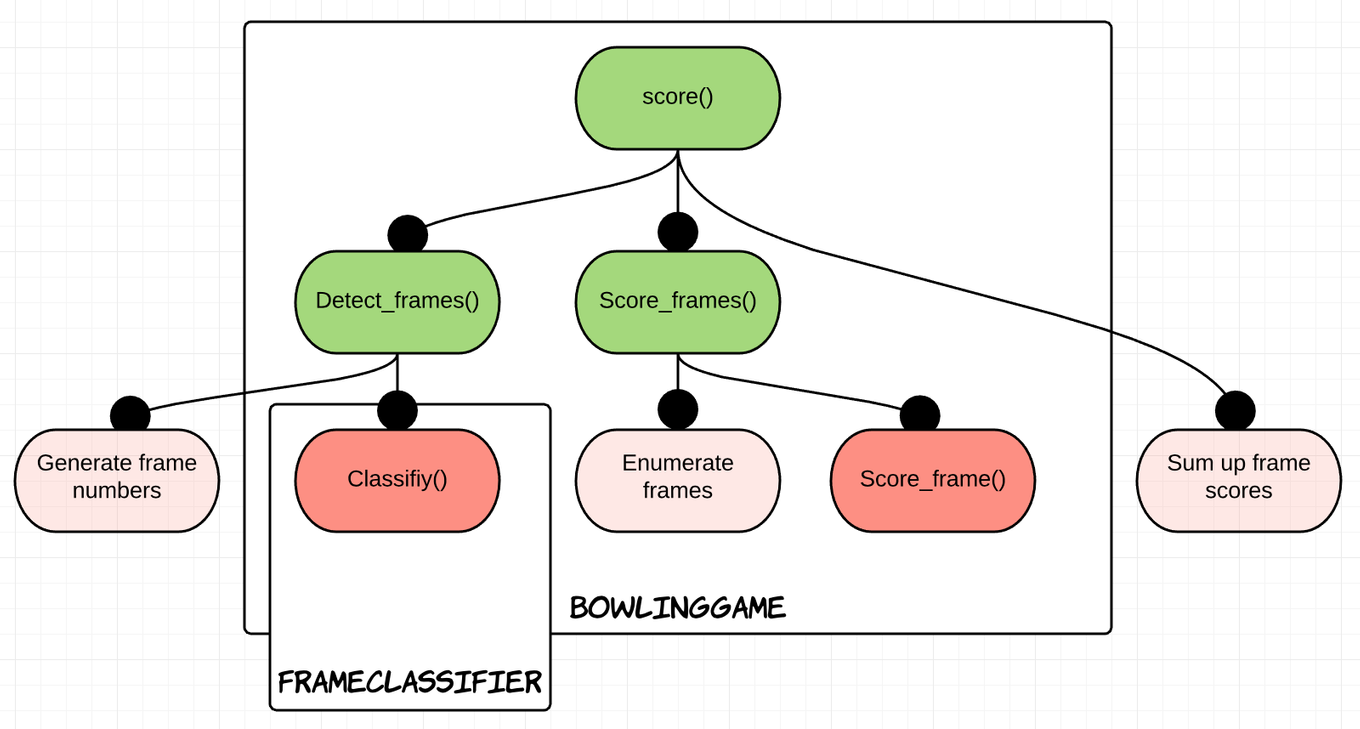 score()
Detect_frames()
Score_frames()
Generate frame
numbers
Classifiy()
Enumerate
frames
Score_frame()
Sum up frame
scores
BOWLINGGAME
FRAMECLASSIFIER